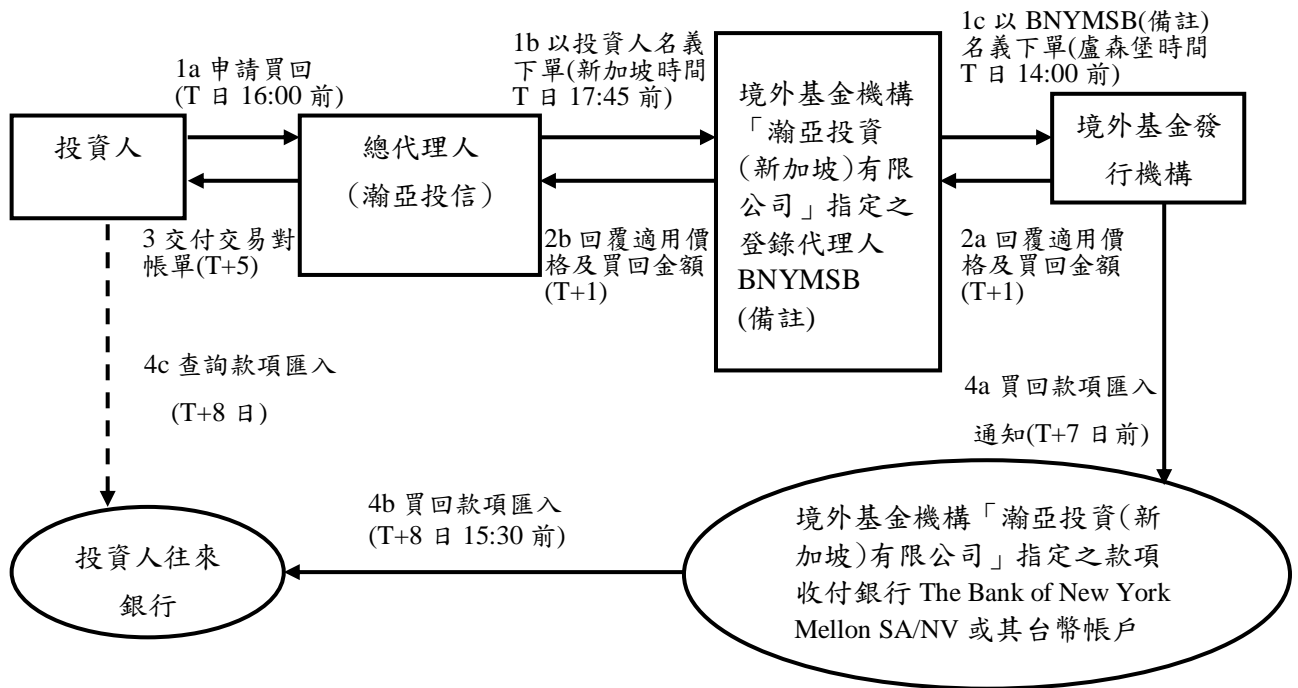 1a 申請買回
(T 日 16:00 前)
1b 以投資人名義
下單(新加坡時間
T 日 17:45 前)
1c 以 BNYMSB(備註)
名義下單(盧森堡時間
T 日 14:00 前)
投資人
總代理人
(瀚亞投信)
境外基金機構
「瀚亞投資
(新加坡)有限
公司」指定之
登錄代理人
BNYMSB
(備註)
境外基金發
行機構
3 交付交易對
帳單(T+5)
2b 回覆適用價
格及買回金額
(T+1)
2a 回覆適用價
格及買回金額
(T+1)
4c 查詢款項匯入
(T+8 日)
4a 買回款項匯入
通知(T+7 日前)
4b 買回款項匯入
(T+8 日 15:30 前)
投資人往來
銀行
境外基金機構「瀚亞投資(新
加坡)有限公司」指定之款項
收付銀行 The Bank of New York
Mellon SA/NV 或其台幣帳戶